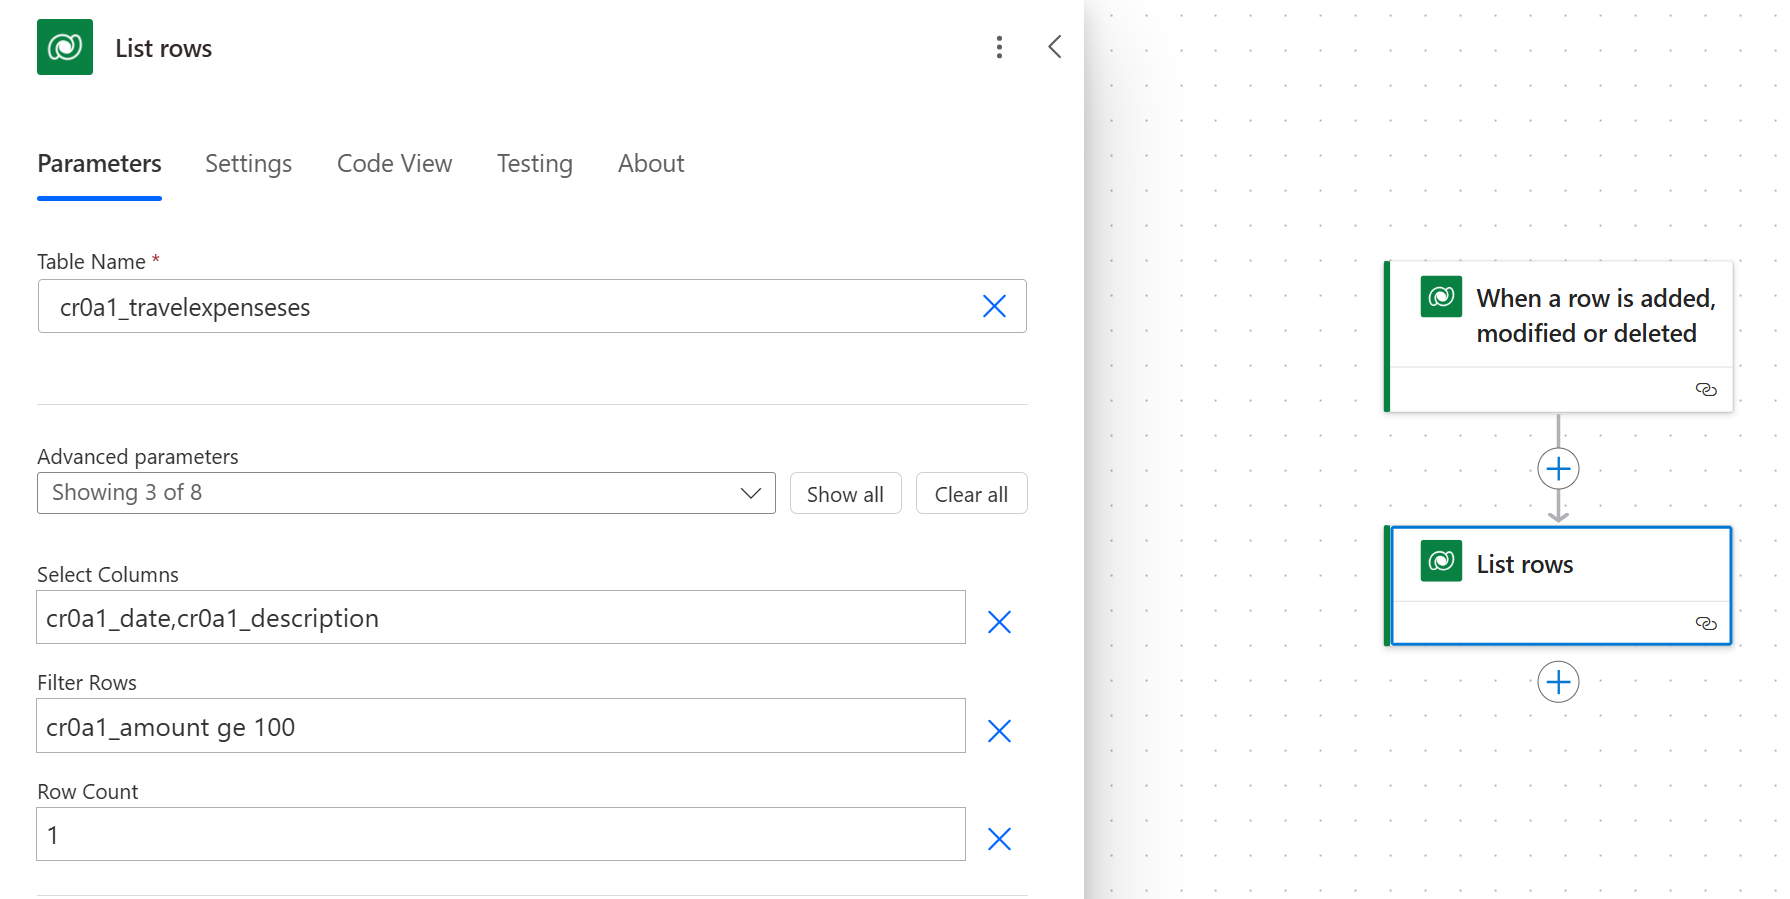 List rows
Parameters Settings Code View Testing About
Table Name *
cr0a1_travelexpenseses
Advanced parameters
Showing 3 of 8
Show all
Clear all
Select Columns
cr0a1_date,cr0a1_description
Filter Rows
cr0a1_amount ge 100
Row Count
1
When a row is added,
modified or deleted
List rows